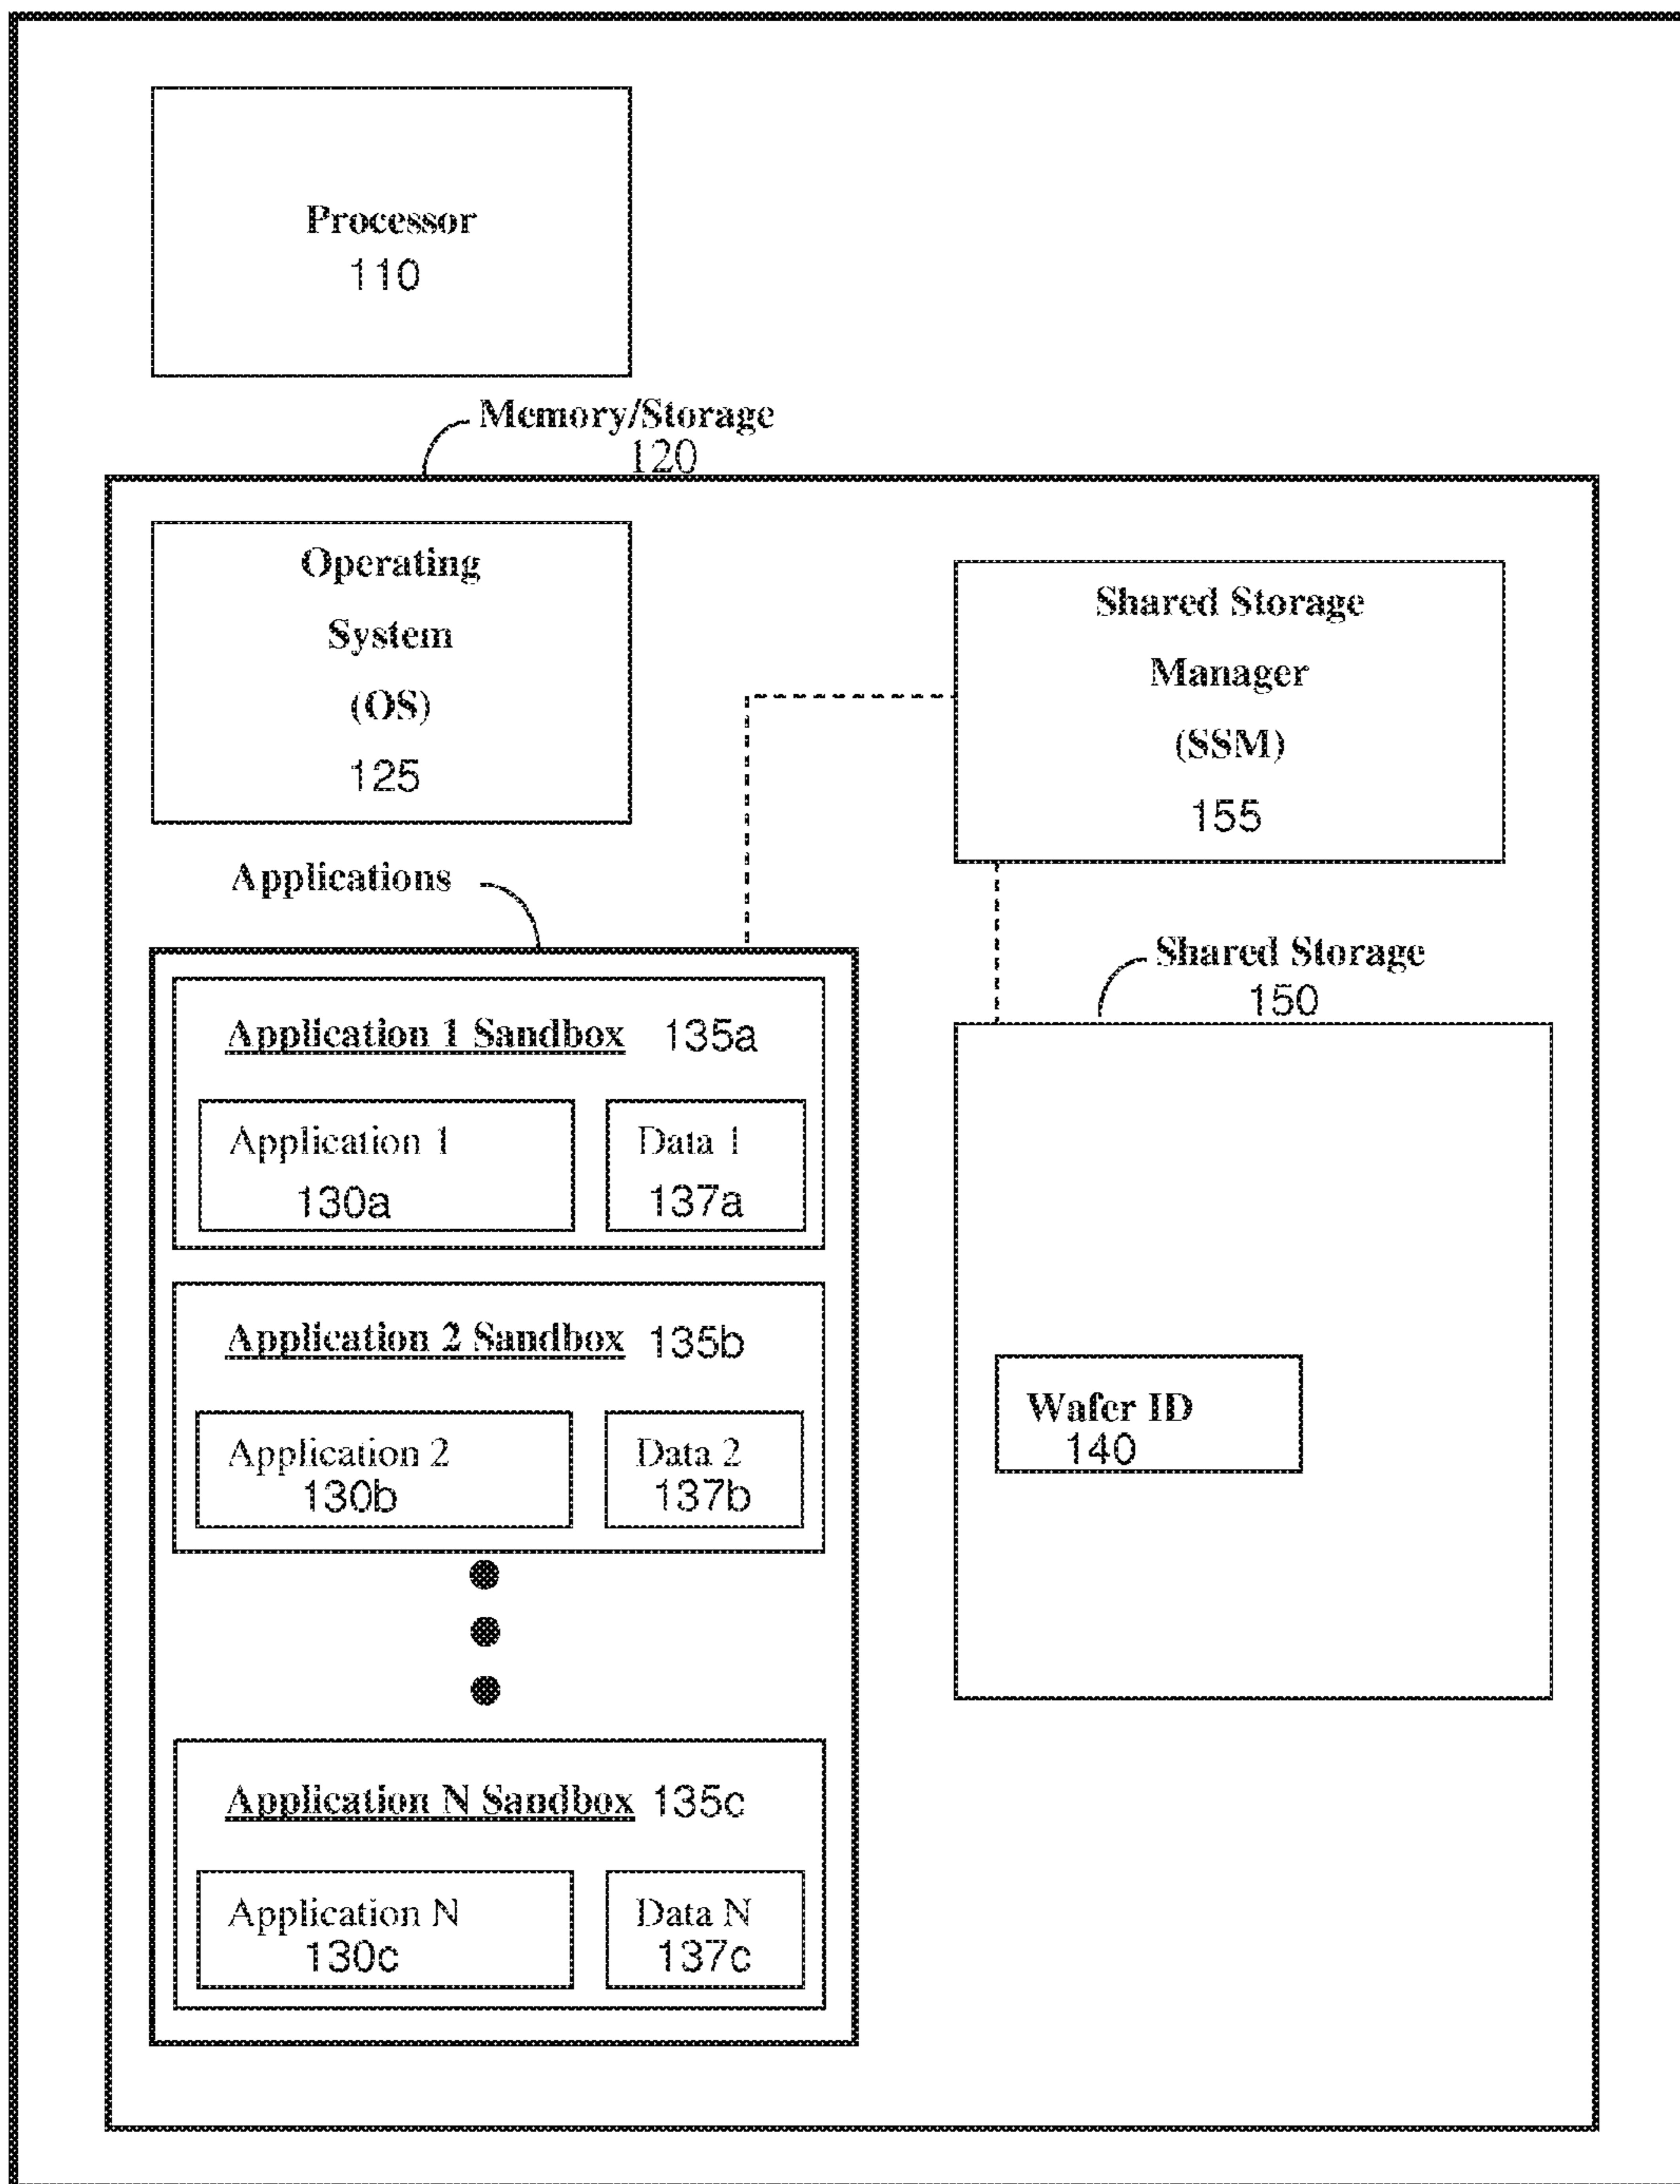 Processor
110
Memory/Storage
120
Operating
System
(OS)
125
Shared Storage
Manager
(SSM)
155
Applications
Shared Storage
150
Application 1 Sandbox 135a
Application 1
130a
Data 1
137a
Application 2 Sandbox 135b
Application 2
130b
Data 2
137b
Wafer ID
140
Application N Sandbox 135c
Application N
130c
Data N
137c